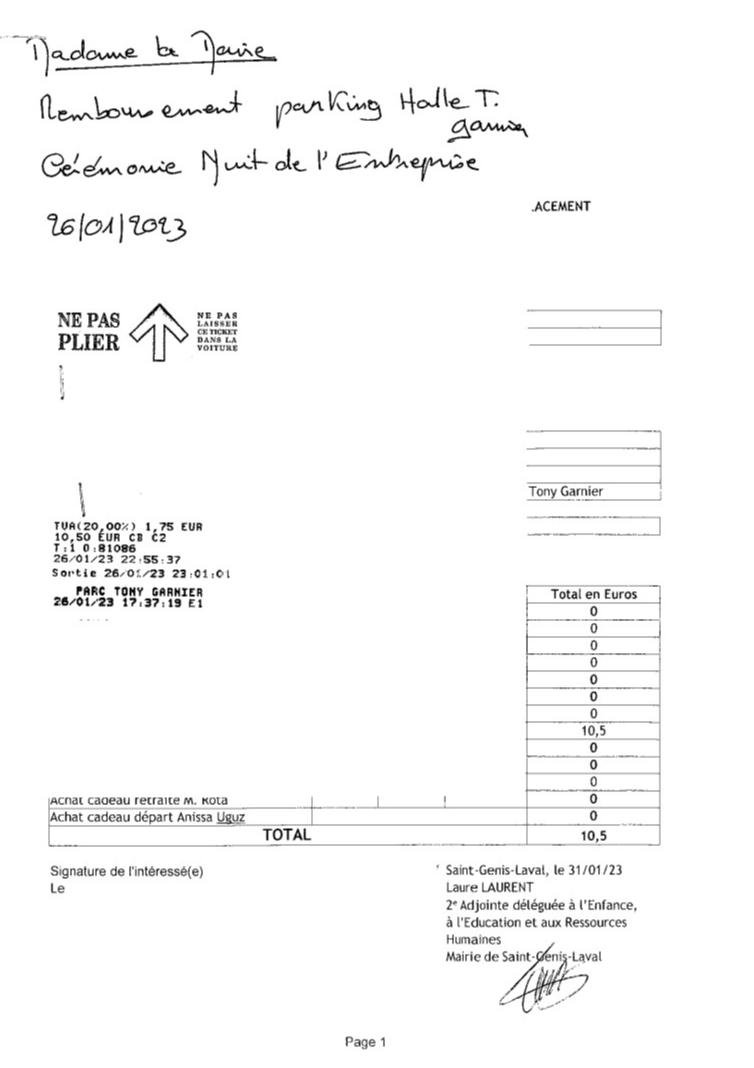 Madame la Maire
Remboursement parking Halle T.
garnier
Cérémonie Nuit de l'Entreprise
26/01/2023
.ACEMENT
NE PAS
PLIER
NE PAS
LAISSER
CE TICKET
DANS LA
VOITURE
Tony Garnier
TVA(20,00%) 1,75 EUR
10,50 EUR CB C2
T:1 0:81086
26/01/23 22:55:37
Sortie 26/01/23 23:01:01
PARC TONY GARNIER
26/01/23 17:37:19 E1
Total en Euros
0
0
0
0
0
0
0
10,5
0
0
0
Achat cadeau retraite M. Rota 0
Achat cadeau départ Anissa Uguz 0
TOTAL 10,5
Signature de l'intéressé(e)
Le
Saint-Genis-Laval, le 31/01/23
Laure LAURENT
2e Adjointe déléguée à l'Enfance,
à l'Education et aux Ressources
Humaines
Mairie de Saint-Genis-Laval
Page 1